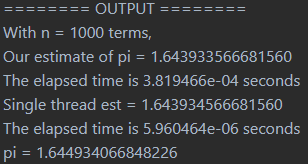 ======== OUTPUT ========
With n = 1000 terms,
Our estimate of pi = 1.643933566681560
The elapsed time is 3.819466e-04 seconds
Single thread est = 1.643934566681560
The elapsed time is 5.960464e-06 seconds
pi = 1.644934066848226